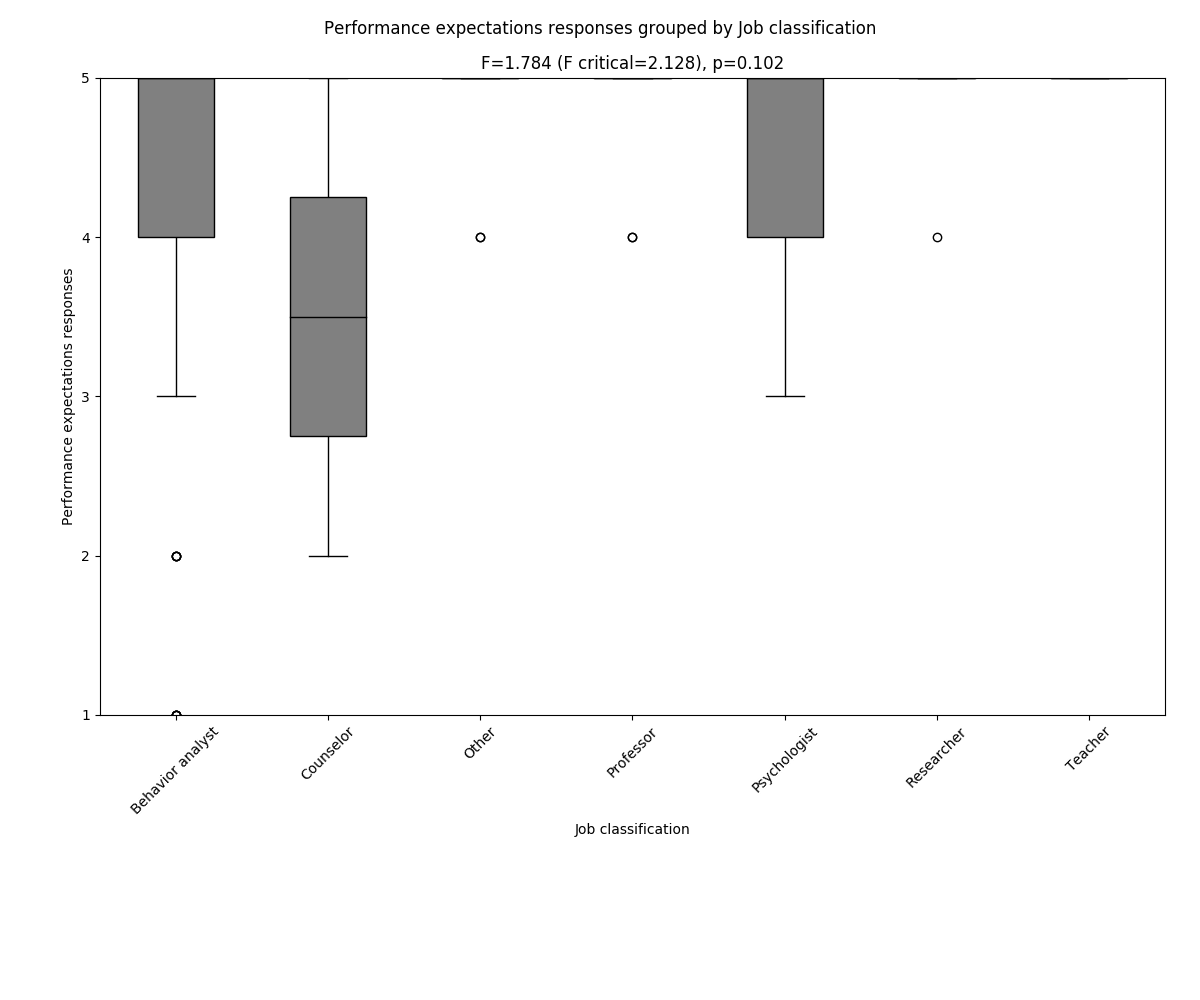 Performance expectations responses grouped by Job classification
F=1.784 (F critical=2.128), p=0.102
5
4
3
2
1
Performance expectations responses
Behavior analyst
Counselor
Other
Professor
Psychologist
Researcher
Teacher
Job classification